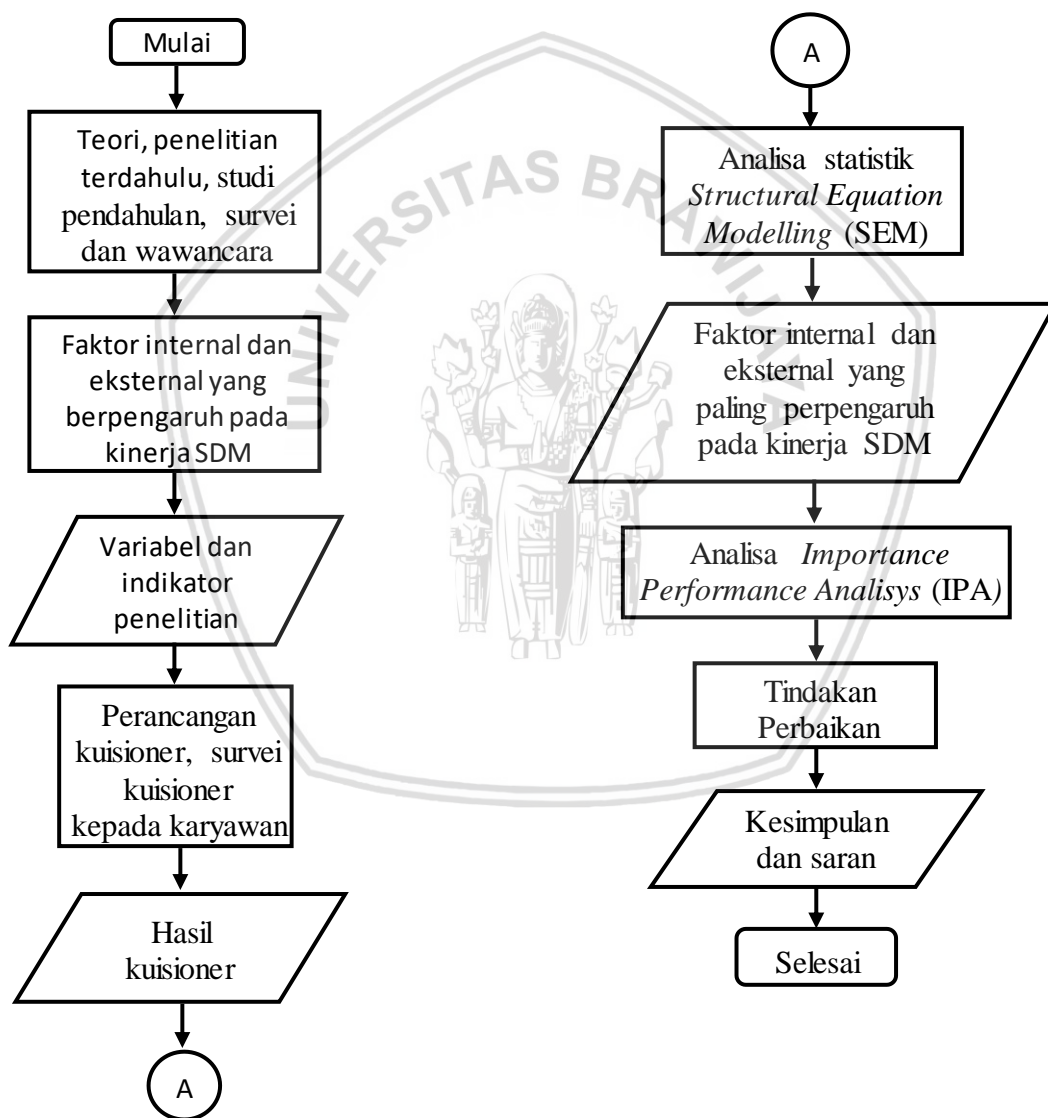 Mulai
Teori, penelitian
terdahulu, studi
pendahulan, survei
dan wawancara
Faktor internal dan
eksternal yang
berpengaruh pada
kinerja SDM
Variabel dan
indikator
penelitian
Perancangan
kuisioner, survei
kuisioner
kepada karyawan
Hasil
kuisioner
A
A
Analisa statistik
Structural Equation
Modelling (SEM)
Faktor internal dan
eksternal yang
paling perpengaruh
pada kinerja SDM
Analisa Importance
Performance Analisys (IPA)
Tindakan
Perbaikan
Kesimpulan
dan saran
Selesai
UNIVERSITAS BRAWIJAYA